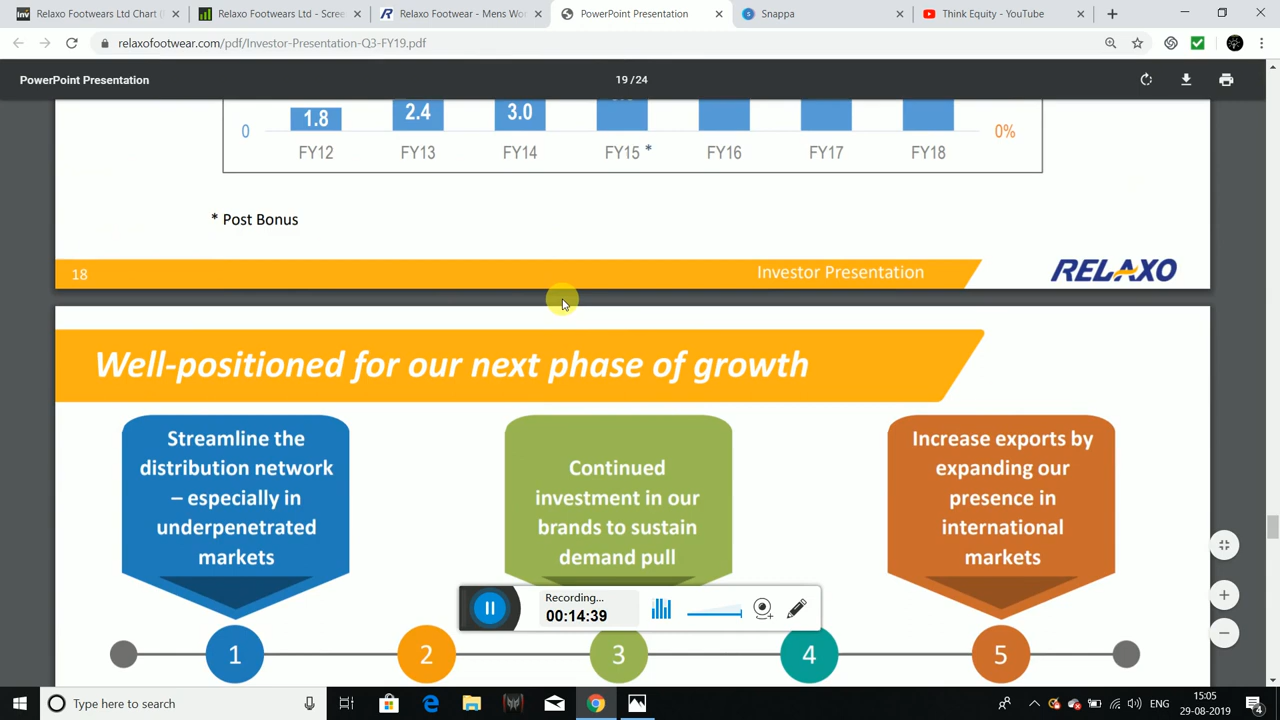 Relaxo Footwears Ltd Chart (
Relaxo Footwears Ltd - Scree
Relaxo Footwear - Mens Wo
PowerPoint Presentation
Snappa
Think Equity - YouTube
relaxofootwear.com/pdf/Investor-Presentation-Q3-FY19.pdf
PowerPoint Presentation
19 / 24
1.8
2.4
3.0
0
0%
FY12
FY13
FY14
FY15 *
FY16
FY17
FY18
* Post Bonus
18
Investor Presentation
RELAXO
Well-positioned for our next phase of growth
Streamline the
distribution network
– especially in
underpenetrated
markets
Continued
investment in our
brands to sustain
demand pull
Increase exports by
expanding our
presence in
international
markets
Recording...
00:14:39
1
2
3
4
5
Type here to search
ENG
15:05
29-08-2019
4